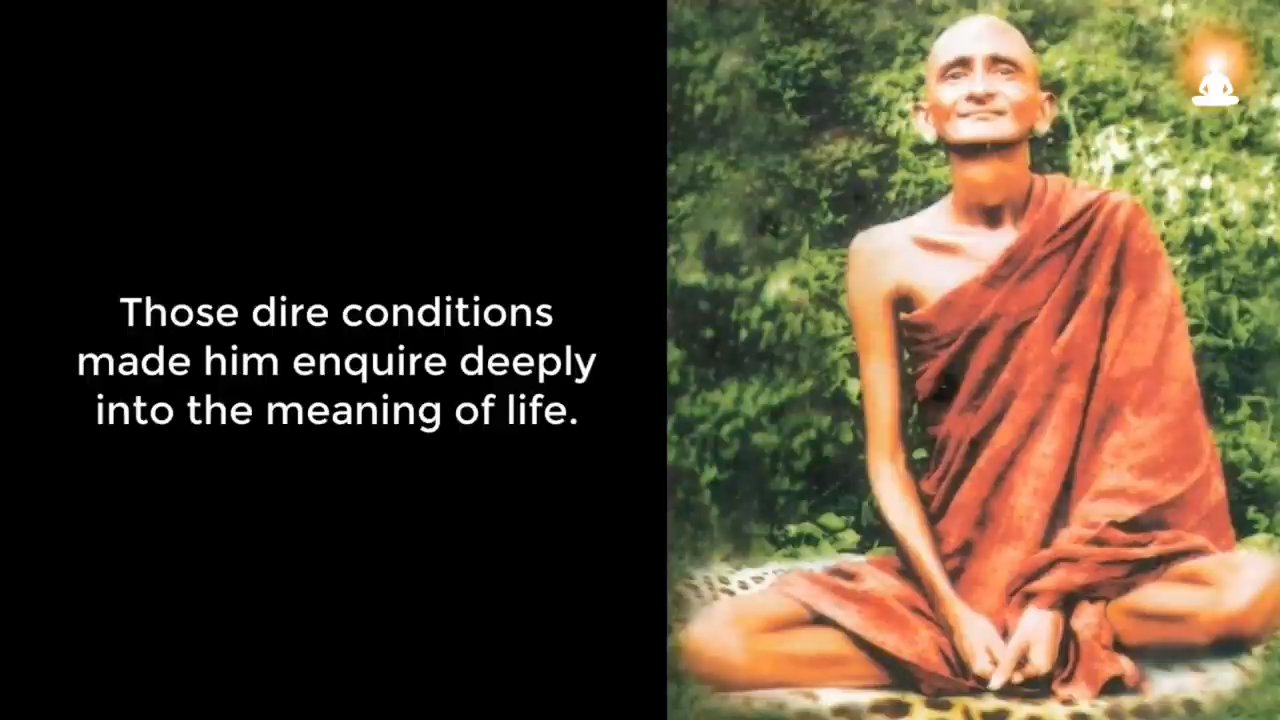 Those dire conditions
made him enquire deeply
into the meaning of life.